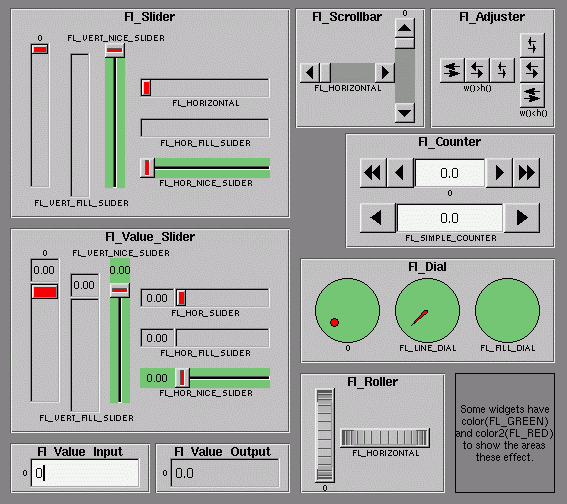 Fl_Slider
0
FL_VERT_NICE_SLIDER
FL_HORIZONTAL
FL_HOR_FILL_SLIDER
FL_HOR_NICE_SLIDER
FL_VERT_FILL_SLIDER
Fl_Scrollbar
0
FL_HORIZONTAL
Fl_Adjuster
w()>h()
w()<h()
Fl_Counter
0.0
0
0.0
FL_SIMPLE_COUNTER
Fl_Value_Slider
0
FL_VERT_NICE_SLIDER
0.00
0.00
0.00
0.00
FL_HOR_SLIDER
0.00
FL_HOR_FILL_SLIDER
0.00
FL_HOR_NICE_SLIDER
FL_VERT_FILL_SLIDER
Fl_Dial
0
FL_LINE_DIAL
FL_FILL_DIAL
Fl_Roller
FL_HORIZONTAL
0
Some widgets have
color(FL_GREEN)
and color2(FL_RED)
to show the areas
these effect.
Fl_Value_Input
0
0
Fl_Value_Output
0
0.0